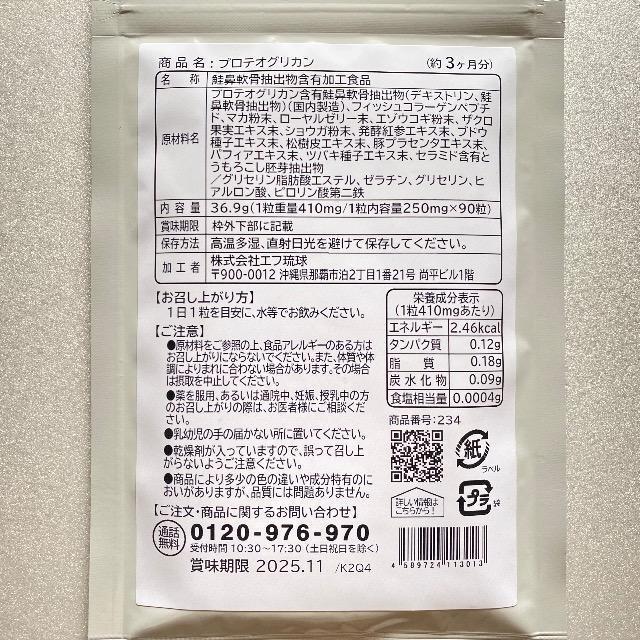 商品名：プロテオグリカン （約3ヶ月分）
名称 鮭鼻軟骨抽出物含有加工食品
原材料名
プロテオグリカン含有鮭鼻軟骨抽出物(デキストリン、鮭
鼻軟骨抽出物)(国内製造)、フィッシュコラーゲンペプチ
ド、マカ粉末、ローヤルゼリー末、エゾウコギ粉末、ザクロ
果実エキス末、ショウガ粉末、発酵紅参エキス末、ブドウ
種子エキス末、松樹皮エキス末、豚プラセンタエキス末、
パフィアエキス末、ツバキ種子エキス末、セラミド含有と
うもろこし胚芽抽出物
／グリセリン脂肪酸エステル、ゼラチン、グリセリン、ヒ
アルロン酸、ピロリン酸第二鉄
内容量 36.9g(1粒重量410mg/1粒内容量250mg×90粒)
賞味期限 枠外下部に記載
保存方法 高温多湿、直射日光を避けて保存してください。
加工者 株式会社エフ琉球
〒900-0012 沖縄県那覇市泊2丁目1番21号 尚平ビル1階
【お召し上がり方】
1日1粒を目安に、水等でお飲みください。
【ご注意】
●原材料をご参照の上、食品アレルギーのある方は
お召し上がりにならないでください。また、体質や体
調によりまれに合わない場合があります。その場合
は摂取を中止してください。
●薬を服用、あるいは通院中、妊娠、授乳中の方
のお召し上がりの際は、お医者様にご相談くださ
い。
●乳幼児の手の届かない所に置いてください。
●乾燥剤が入っていますので、誤って召し上
がらないようご注意ください。
●商品により多少の色の違いや成分特有のに
おいがありますが、品質には問題ありません。
栄養成分表示
(1粒410mgあたり)
エネルギー 2.46kcal
タンパク質 0.12g
脂質 0.18g
炭水化物 0.09g
食塩相当量 0.0004g
商品番号：234
詳しい情報は
こちらから！
紙
ラベル
プラ
袋
【ご注文・商品に関するお問い合わせ】
通話無料 0120-976-970
受付時間 10:30～17:30 (土日祝日を除く)
賞味期限 2025.11 /K2Q4
4 589724 113013